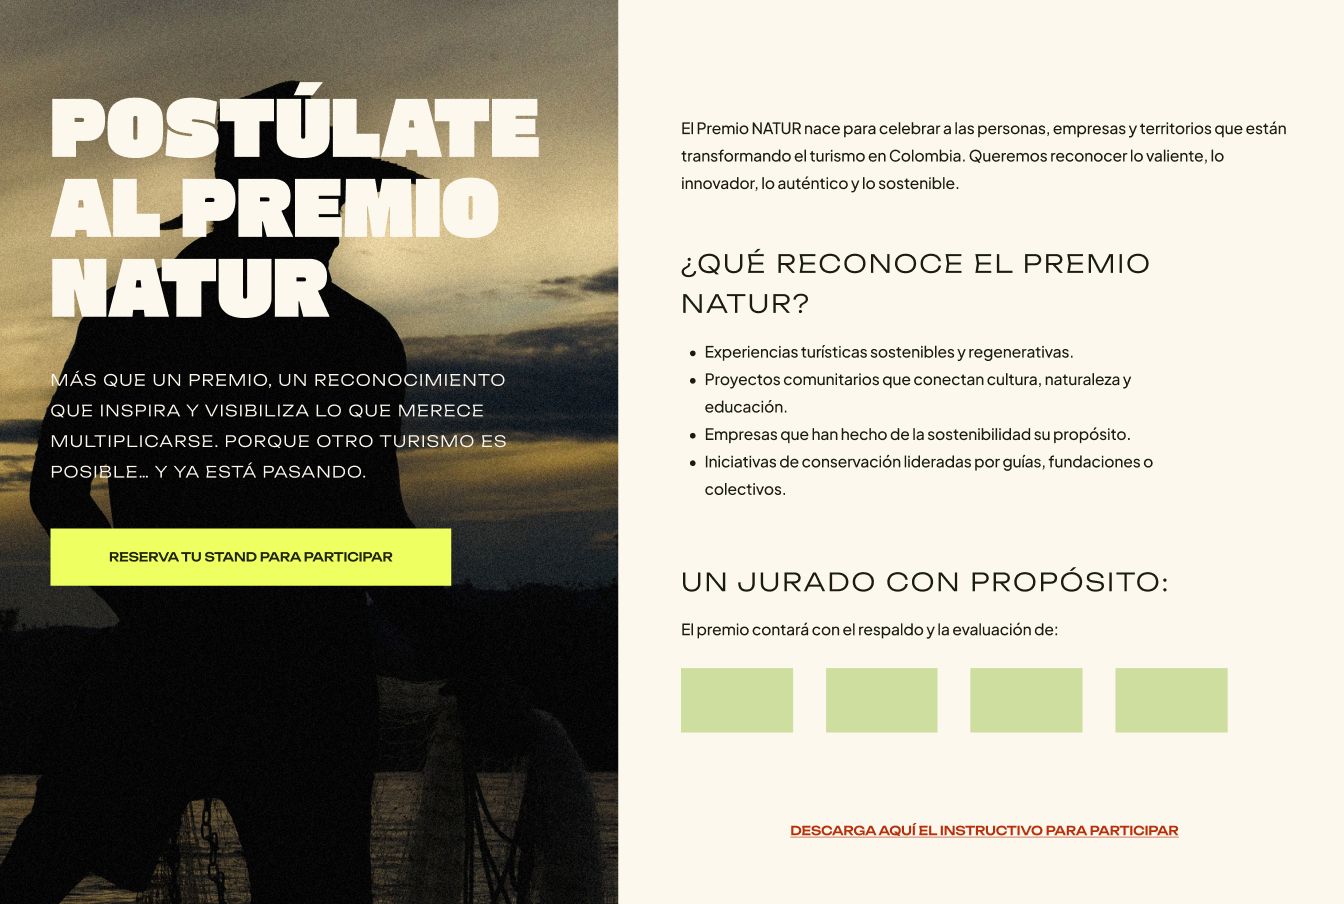 POSTÚLATE
AL PREMIO
NATUR
MÁS QUE UN PREMIO, UN RECONOCIMIENTO
QUE INSPIRA Y VISIBILIZA LO QUE MERECE
MULTIPLICARSE. PORQUE OTRO TURISMO ES
POSIBLE… Y YA ESTÁ PASANDO.
RESERVA TU STAND PARA PARTICIPAR
El Premio NATUR nace para celebrar a las personas, empresas y territorios que están
transformando el turismo en Colombia. Queremos reconocer lo valiente, lo
innovador, lo auténtico y lo sostenible.
¿QUÉ RECONOCE EL PREMIO
NATUR?
• Experiencias turísticas sostenibles y regenerativas.
• Proyectos comunitarios que conectan cultura, naturaleza y
educación.
• Empresas que han hecho de la sostenibilidad su propósito.
• Iniciativas de conservación lideradas por guías, fundaciones o
colectivos.
UN JURADO CON PROPÓSITO:
El premio contará con el respaldo y la evaluación de:
DESCARGA AQUÍ EL INSTRUCTIVO PARA PARTICIPAR